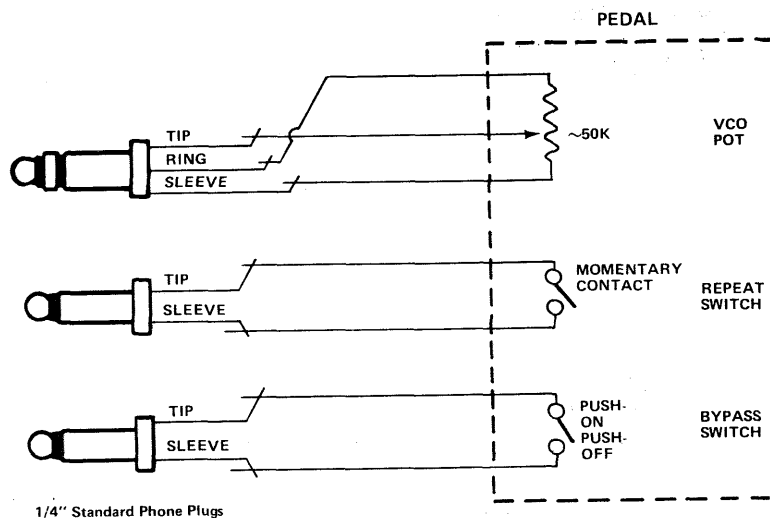 PEDAL
TIP
RING
SLEEVE
~50K
VCO
POT
TIP
SLEEVE
MOMENTARY
CONTACT
REPEAT
SWITCH
TIP
SLEEVE
PUSH-
ON
PUSH-
OFF
BYPASS
SWITCH
1/4" Standard Phone Plugs